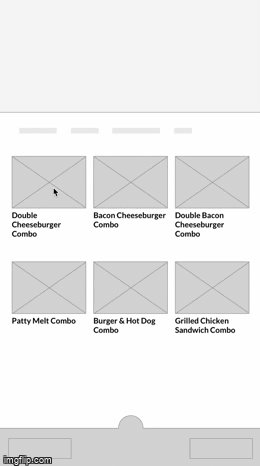 Double
Cheeseburger
Combo
Bacon Cheeseburger
Combo
Double Bacon
Cheeseburger
Combo
Patty Melt Combo
Burger & Hot Dog
Combo
Grilled Chicken
Sandwich Combo
imgflip.com